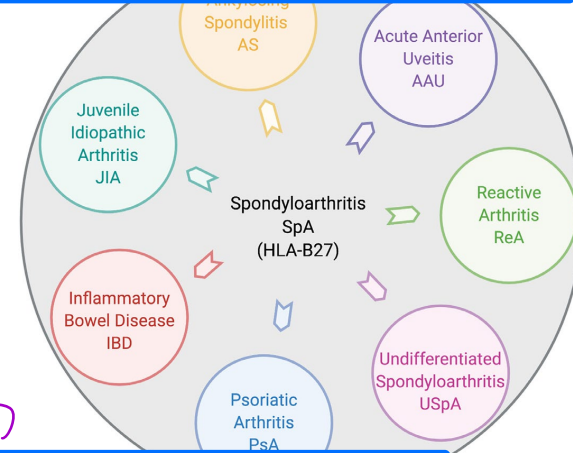 Ankylosing
Spondylitis
AS
Acute Anterior
Uveitis
AAU
Juvenile
Idiopathic
Arthritis
JIA
Spondyloarthritis
SpA
(HLA-B27)
Reactive
Arthritis
ReA
Inflammatory
Bowel Disease
IBD
Undifferentiated
Spondyloarthritis
USpA
Psoriatic
Arthritis
PsA